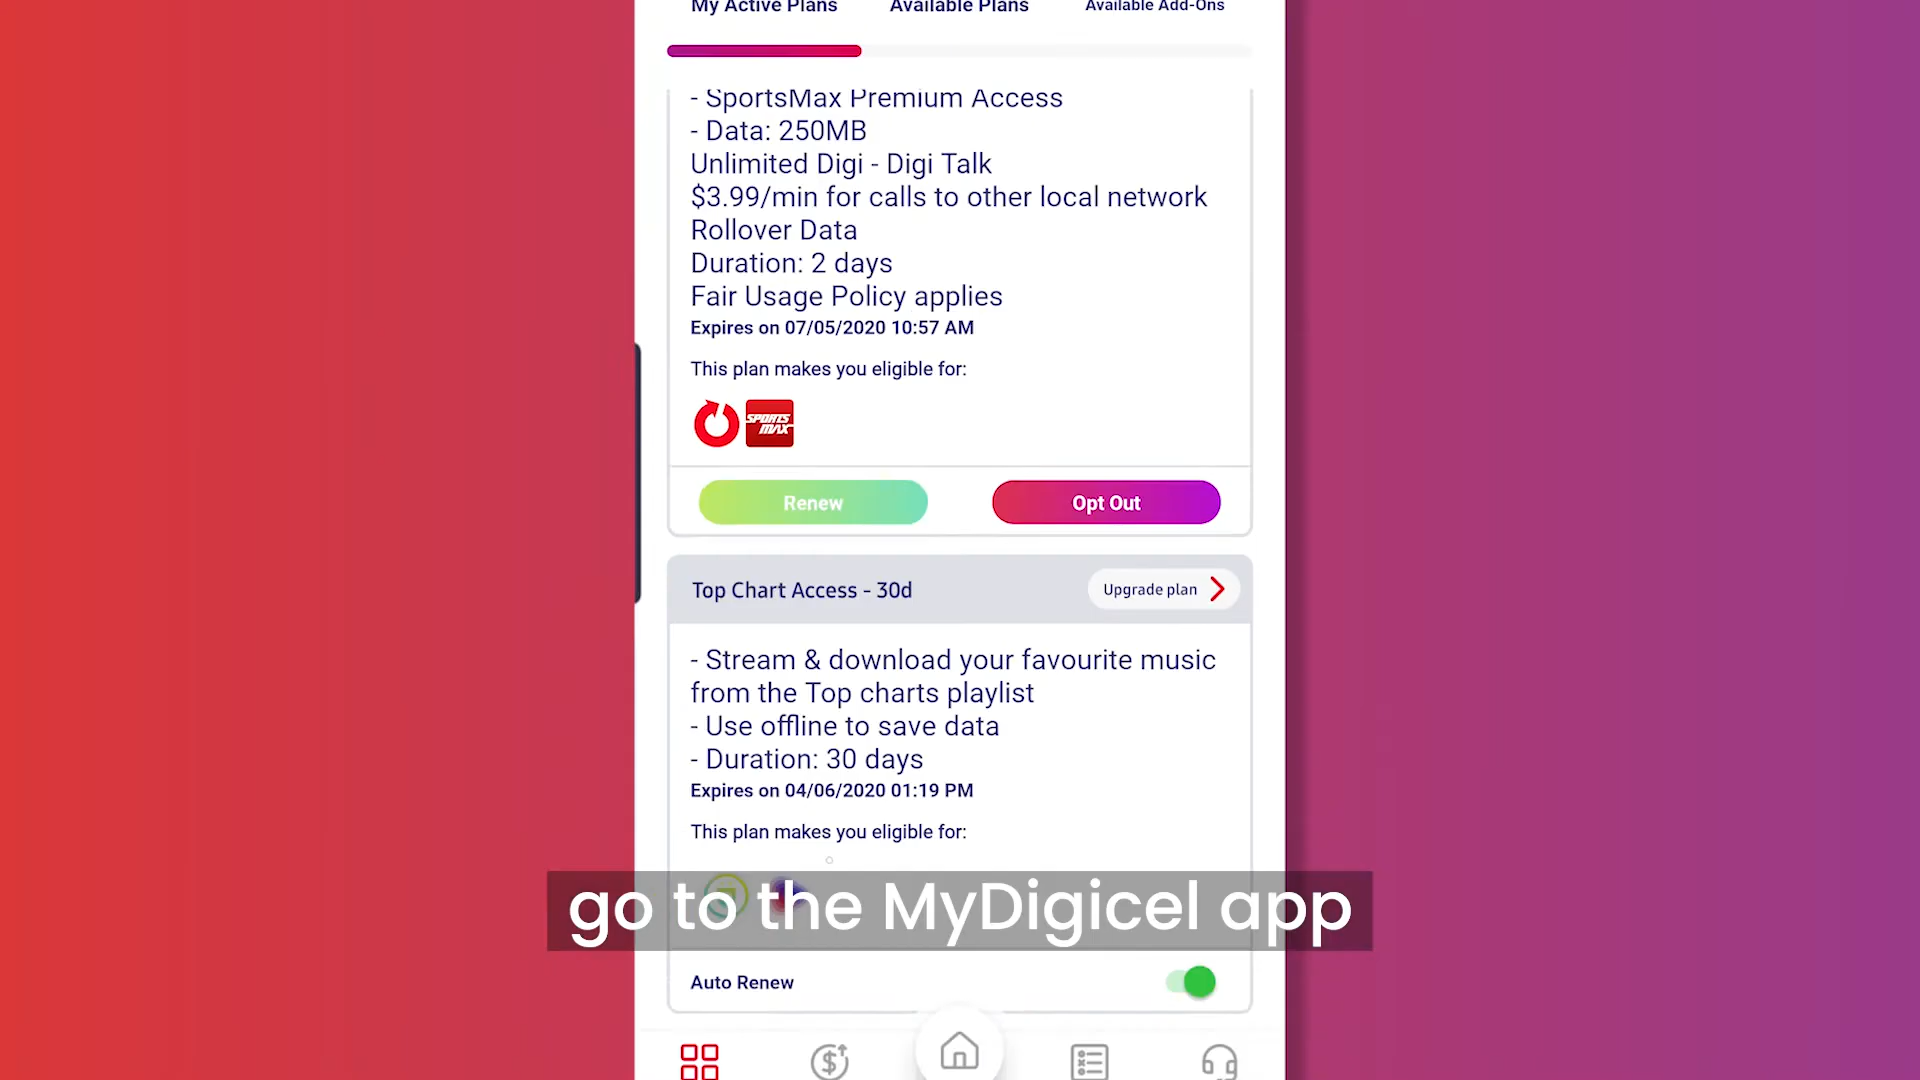 My Active Plans
Available Plans
Available Add-Ons
- SportsMax Premium Access
- Data: 250MB
Unlimited Digi - Digi Talk
$3.99/min for calls to other local network
Rollover Data
Duration: 2 days
Fair Usage Policy applies
Expires on 07/05/2020 10:57 AM
This plan makes you eligible for:
SPORTS
MAX
Renew
Opt Out
Top Chart Access - 30d
Upgrade plan
- Stream & download your favourite music
from the Top charts playlist
- Use offline to save data
- Duration: 30 days
Expires on 04/06/2020 01:19 PM
This plan makes you eligible for:
go to the MyDigicel app
Auto Renew